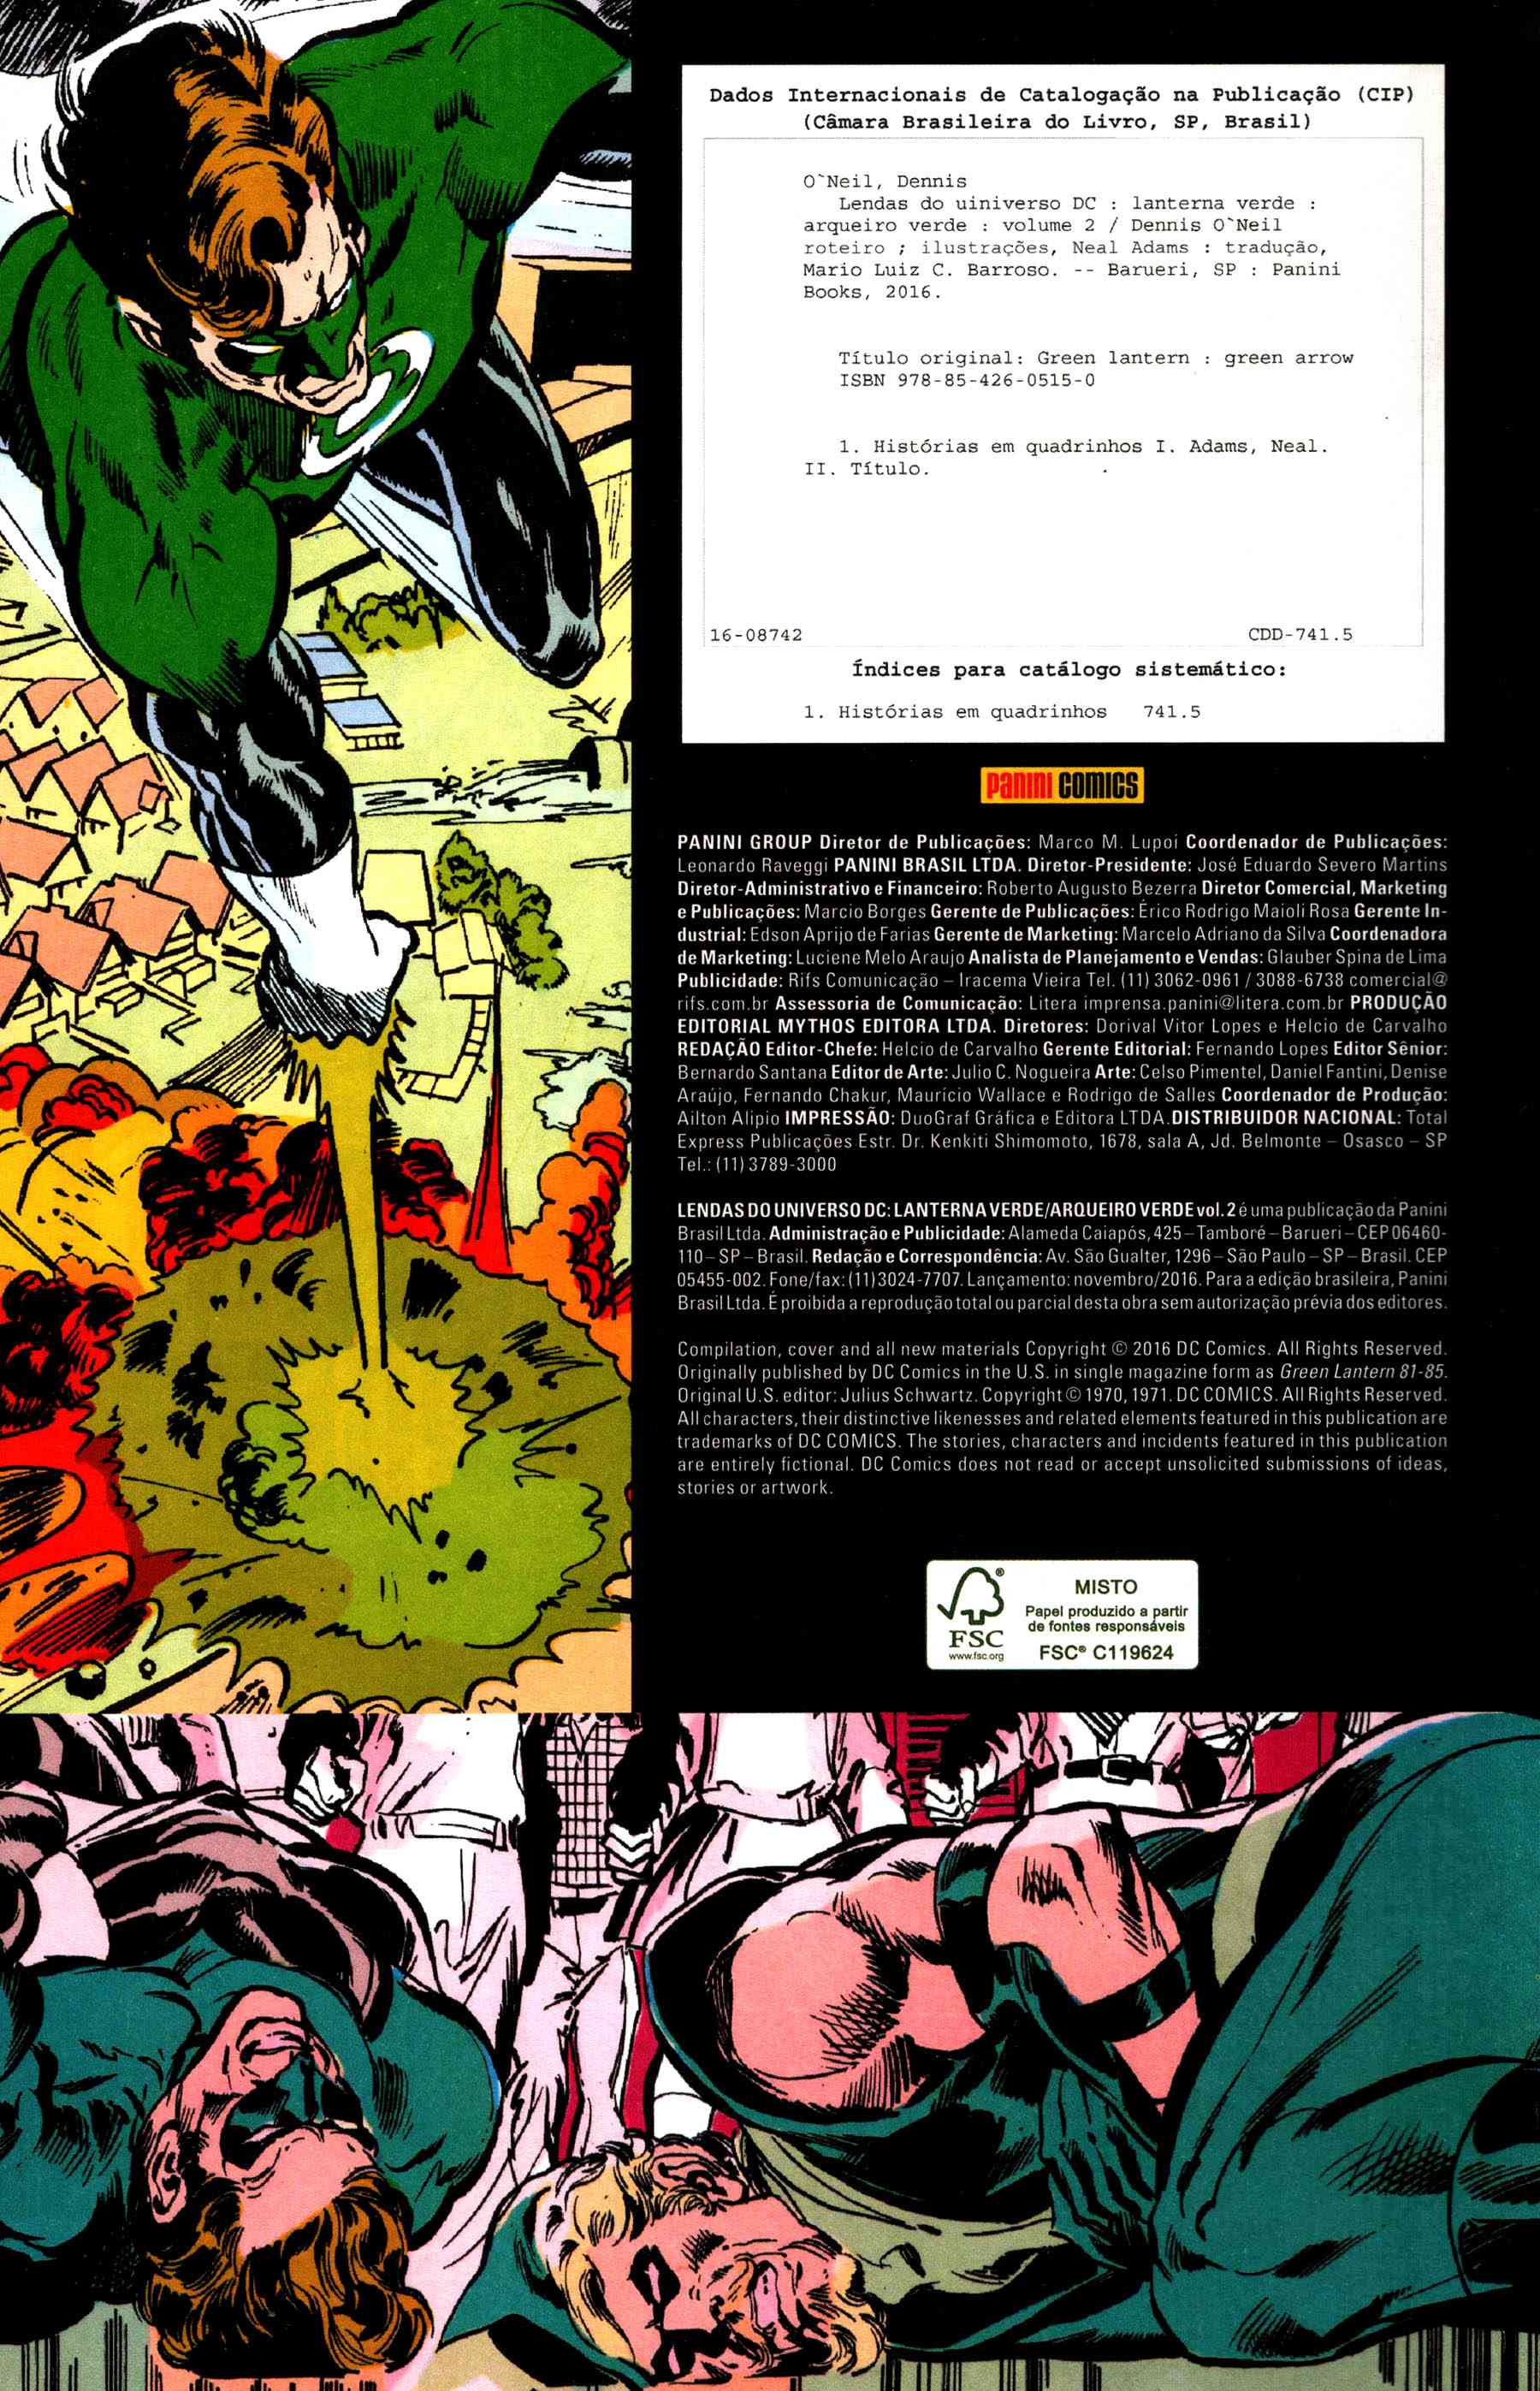 Dados Internacionais de Catalogação na Publicação (CIP)
(Câmara Brasileira do Livro, SP, Brasil)
O`Neil, Dennis
Lendas do uiniverso DC : lanterna verde :
arqueiro verde : volume 2 / Dennis O`Neil
roteiro ; ilustrações, Neal Adams : tradução,
Mario Luiz C. Barroso. -- Barueri, SP : Panini
Books, 2016.
Título original: Green lantern : green arrow
ISBN 978-85-426-0515-0
1. Histórias em quadrinhos I. Adams, Neal.
II. Título.
16-08742 CDD-741.5
Índices para catálogo sistemático:
1. Histórias em quadrinhos 741.5
PANINI COMICS
PANINI GROUP Diretor de Publicações: Marco M. Lupoi Coordenador de Publicações:
Leonardo Raveggi PANINI BRASIL LTDA. Diretor-Presidente: José Eduardo Severo Martins
Diretor-Administrativo e Financeiro: Roberto Augusto Bezerra Diretor Comercial, Marketing
e Publicações: Marcio Borges Gerente de Publicações: Érico Rodrigo Maioli Rosa Gerente In-
dustrial: Edson Aprijo de Farias Gerente de Marketing: Marcelo Adriano da Silva Coordenadora
de Marketing: Luciene Melo Araujo Analista de Planejamento e Vendas: Glauber Spina de Lima
Publicidade: Rifs Comunicação – Iracema Vieira Tel. (11) 3062-0961 / 3088-6738 comercial@
rifs.com.br Assessoria de Comunicação: Litera imprensa.panini@litera.com.br PRODUÇÃO
EDITORIAL MYTHOS EDITORA LTDA. Diretores: Dorival Vitor Lopes e Helcio de Carvalho
REDAÇÃO Editor-Chefe: Helcio de Carvalho Gerente Editorial: Fernando Lopes Editor Sênior:
Bernardo Santana Editor de Arte: Julio C. Nogueira Arte: Celso Pimentel, Daniel Fantini, Denise
Araújo, Fernando Chakur, Mauricio Wallace e Rodrigo de Salles Coordenador de Produção:
Ailton Alipio IMPRESSÃO: DuoGraf Gráfica e Editora LTDA. DISTRIBUIDOR NACIONAL: Total
Express Publicações Estr. Dr. Kenkiti Shimomoto, 1678, sala A, Jd. Belmonte – Osasco – SP
Tel.: (11) 3789-3000
LENDAS DO UNIVERSO DC: LANTERNA VERDE/ARQUEIRO VERDE vol. 2 é uma publicação da Panini
Brasil Ltda. Administração e Publicidade: Alameda Caiapós, 425 – Tamboré – Barueri – CEP 06460-
110 – SP – Brasil. Redação e Correspondência: Av. São Gualter, 1296 – São Paulo – SP – Brasil. CEP
05455-002. Fone/fax: (11) 3024-7707. Lançamento: novembro/2016. Para a edição brasileira, Panini
Brasil Ltda. É proibida a reprodução total ou parcial desta obra sem autorização prévia dos editores.
Compilation, cover and all new materials Copyright © 2016 DC Comics. All Rights Reserved.
Originally published by DC Comics in the U.S. in single magazine form as Green Lantern 81-85.
Original U.S. editor: Julius Schwartz. Copyright © 1970, 1971. DC COMICS. All Rights Reserved.
All characters, their distinctive likenesses and related elements featured in this publication are
trademarks of DC COMICS. The stories, characters and incidents featured in this publication
are entirely fictional. DC Comics does not read or accept unsolicited submissions of ideas,
stories or artwork.
®
FSC
www.fsc.org
MISTO
Papel produzido a partir
de fontes responsáveis
FSC® C119624